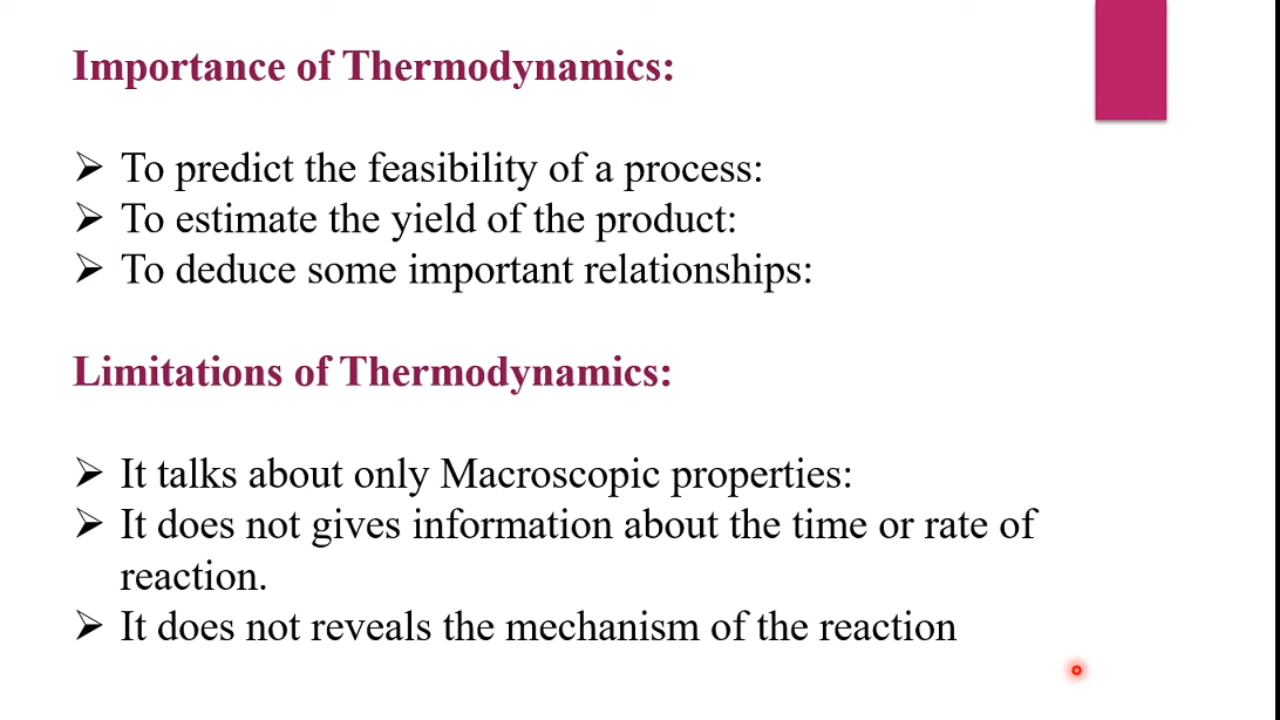 Importance of Thermodynamics:
➢ To predict the feasibility of a process:
➢ To estimate the yield of the product:
➢ To deduce some important relationships:
Limitations of Thermodynamics:
➢ It talks about only Macroscopic properties:
➢ It does not gives information about the time or rate of
reaction.
➢ It does not reveals the mechanism of the reaction